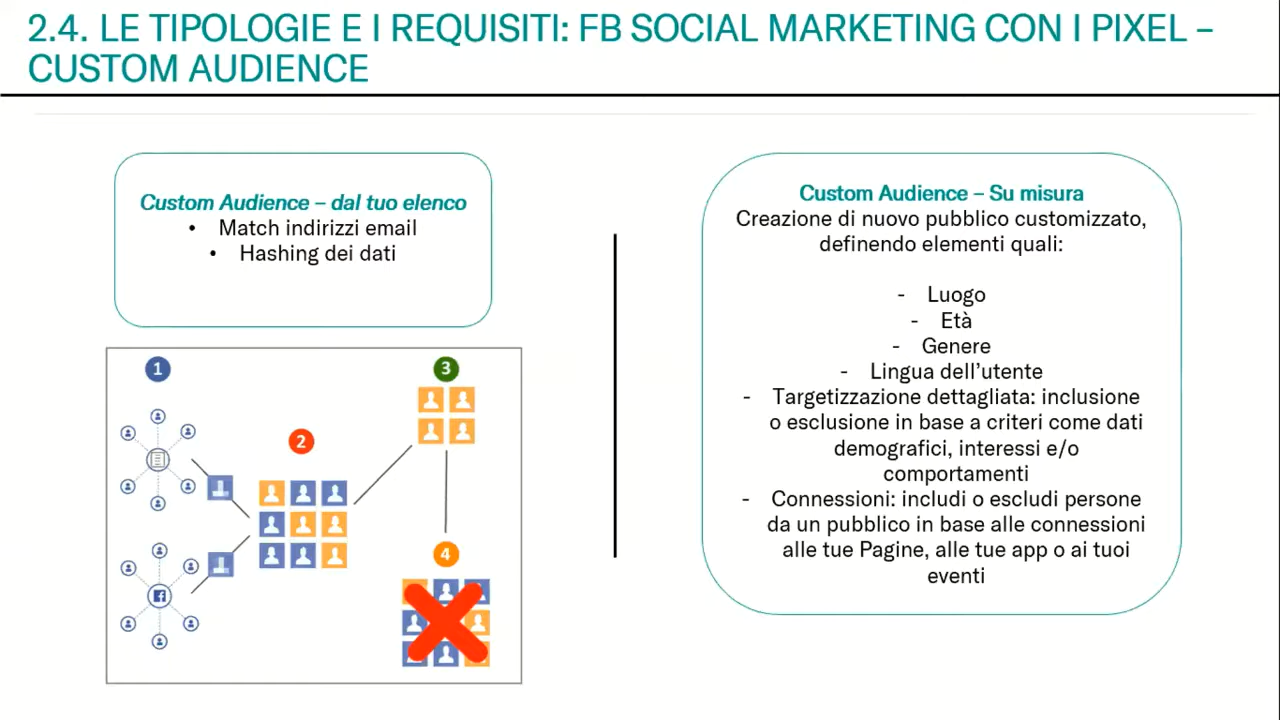 2.4. LE TIPOLOGIE E I REQUISITI: FB SOCIAL MARKETING CON I PIXEL –
CUSTOM AUDIENCE
Custom Audience – dal tuo elenco
• Match indirizzi email
• Hashing dei dati
1
2
3
4
Custom Audience – Su misura
Creazione di nuovo pubblico customizzato,
definendo elementi quali:
- Luogo
- Età
- Genere
- Lingua dell'utente
- Targetizzazione dettagliata: inclusione
o esclusione in base a criteri come dati
demografici, interessi e/o
comportamenti
- Connessioni: includi o escludi persone
da un pubblico in base alle connessioni
alle tue Pagine, alle tue app o ai tuoi
eventi